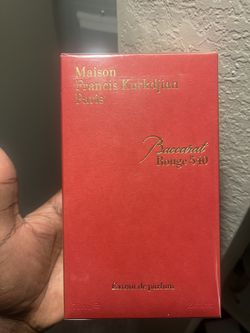 Maison
Francis Kurkdjian
Paris
Baccarat
Rouge 540
Extrait de parfum